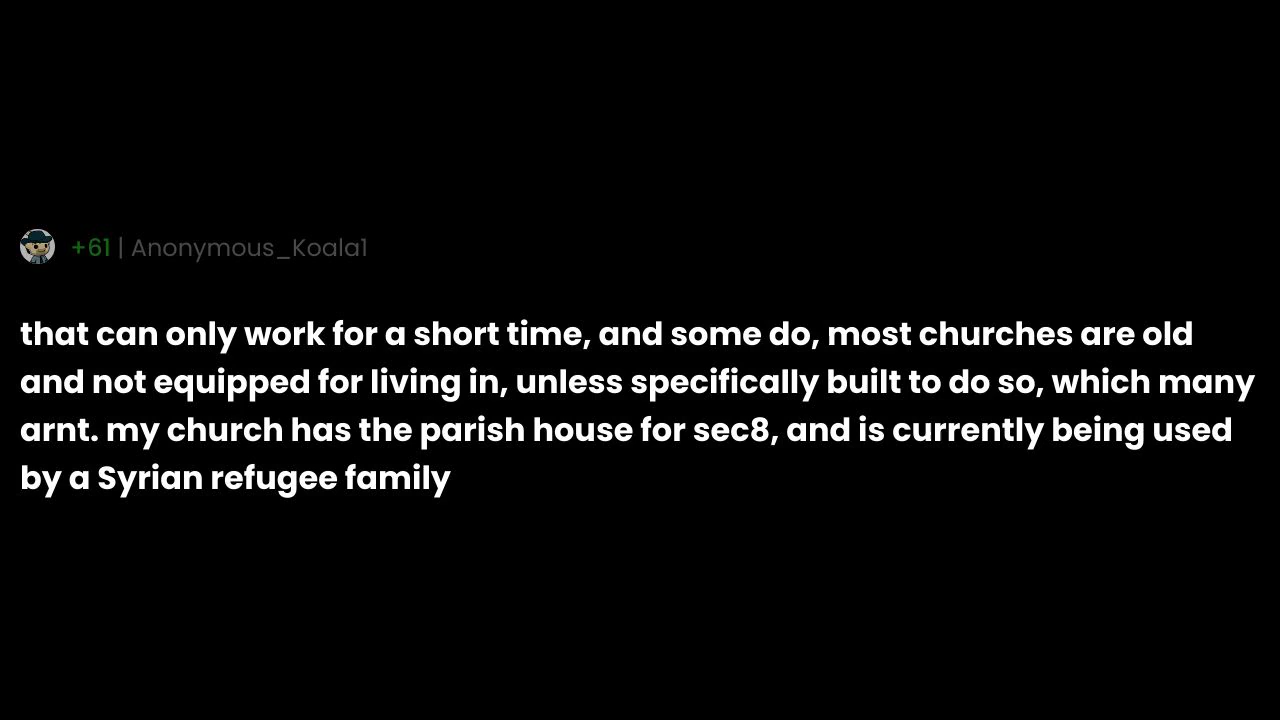 +61 | Anonymous_Koala1
that can only work for a short time, and some do, most churches are old
and not equipped for living in, unless specifically built to do so, which many
arnt. my church has the parish house for sec8, and is currently being used
by a Syrian refugee family